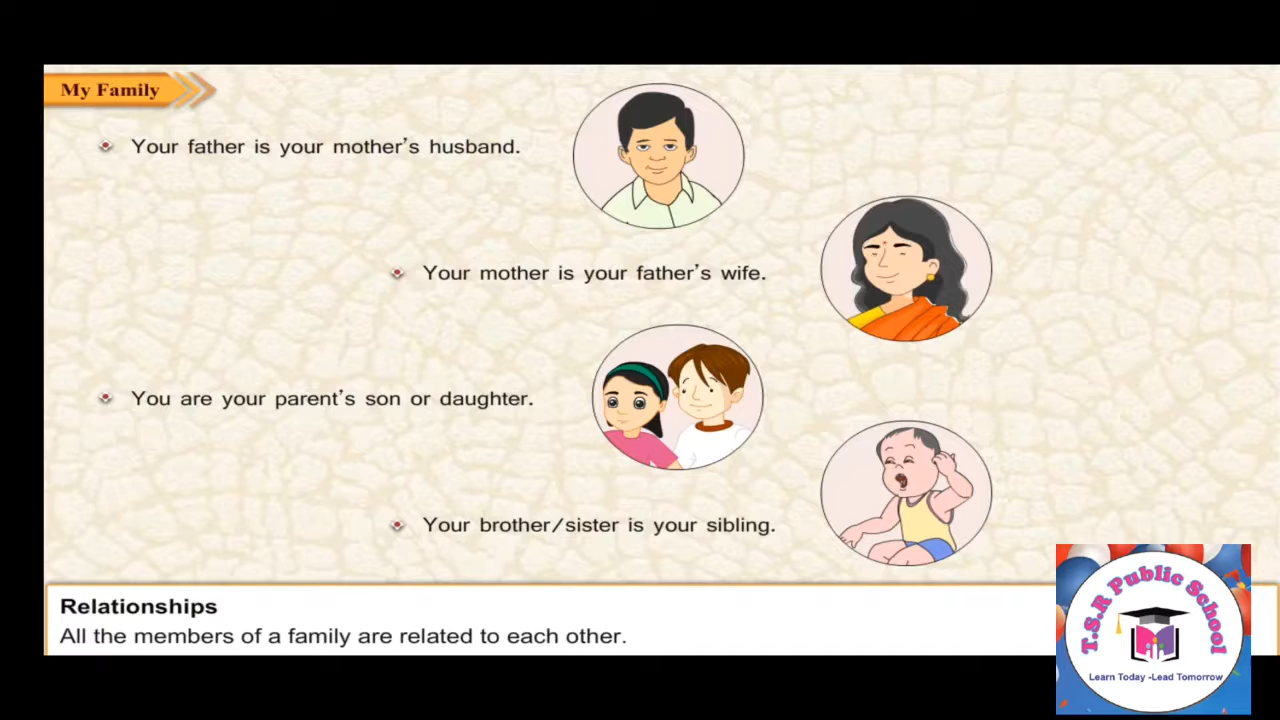 My Family
Your father is your mother's husband.
Your mother is your father's wife.
You are your parent's son or daughter.
Your brother/sister is your sibling.
Relationships
All the members of a family are related to each other.
T.S.R Public School
Learn Today -Lead Tomorrow